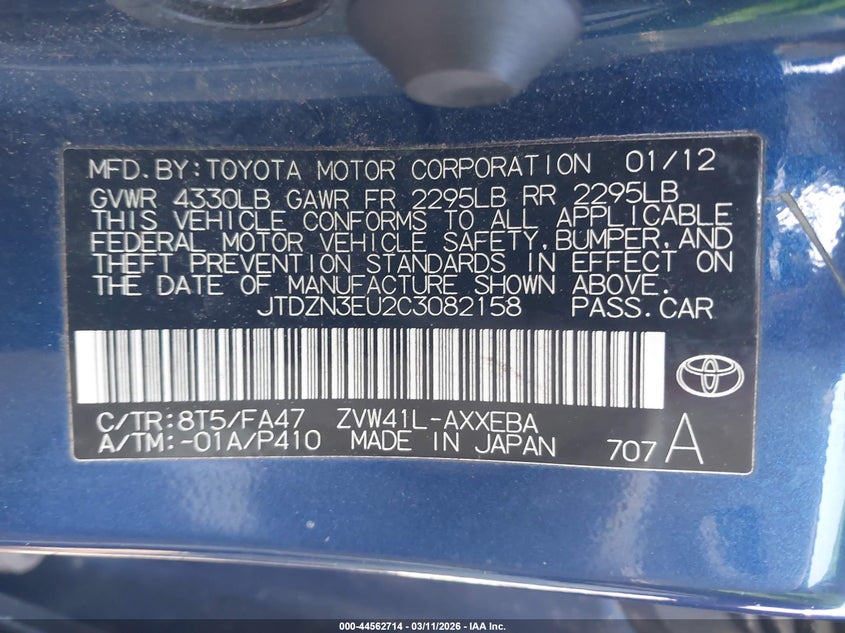 MFD.BY:TOYOTA MOTOR CORPORATION 01/12
GVWR 4330LB GAWR FR 2295LB RR 2295LB
THIS VEHICLE CONFORMS TO ALL APPLICABLE
FEDERAL MOTOR VEHICLE SAFETY,BUMPER,AND
THEFT PREVENTION STANDARDS IN EFFECT ON
THE DATE OF MANUFACTURE SHOWN ABOVE.
JTDZN3EU2C3082158 PASS.CAR
C/TR:8T5/FA47 ZVW41L-AXXEBA
A/TM:-01A/P410 MADE IN JAPAN 707 A
000-44562714 - 03/11/2026 - IAA Inc.